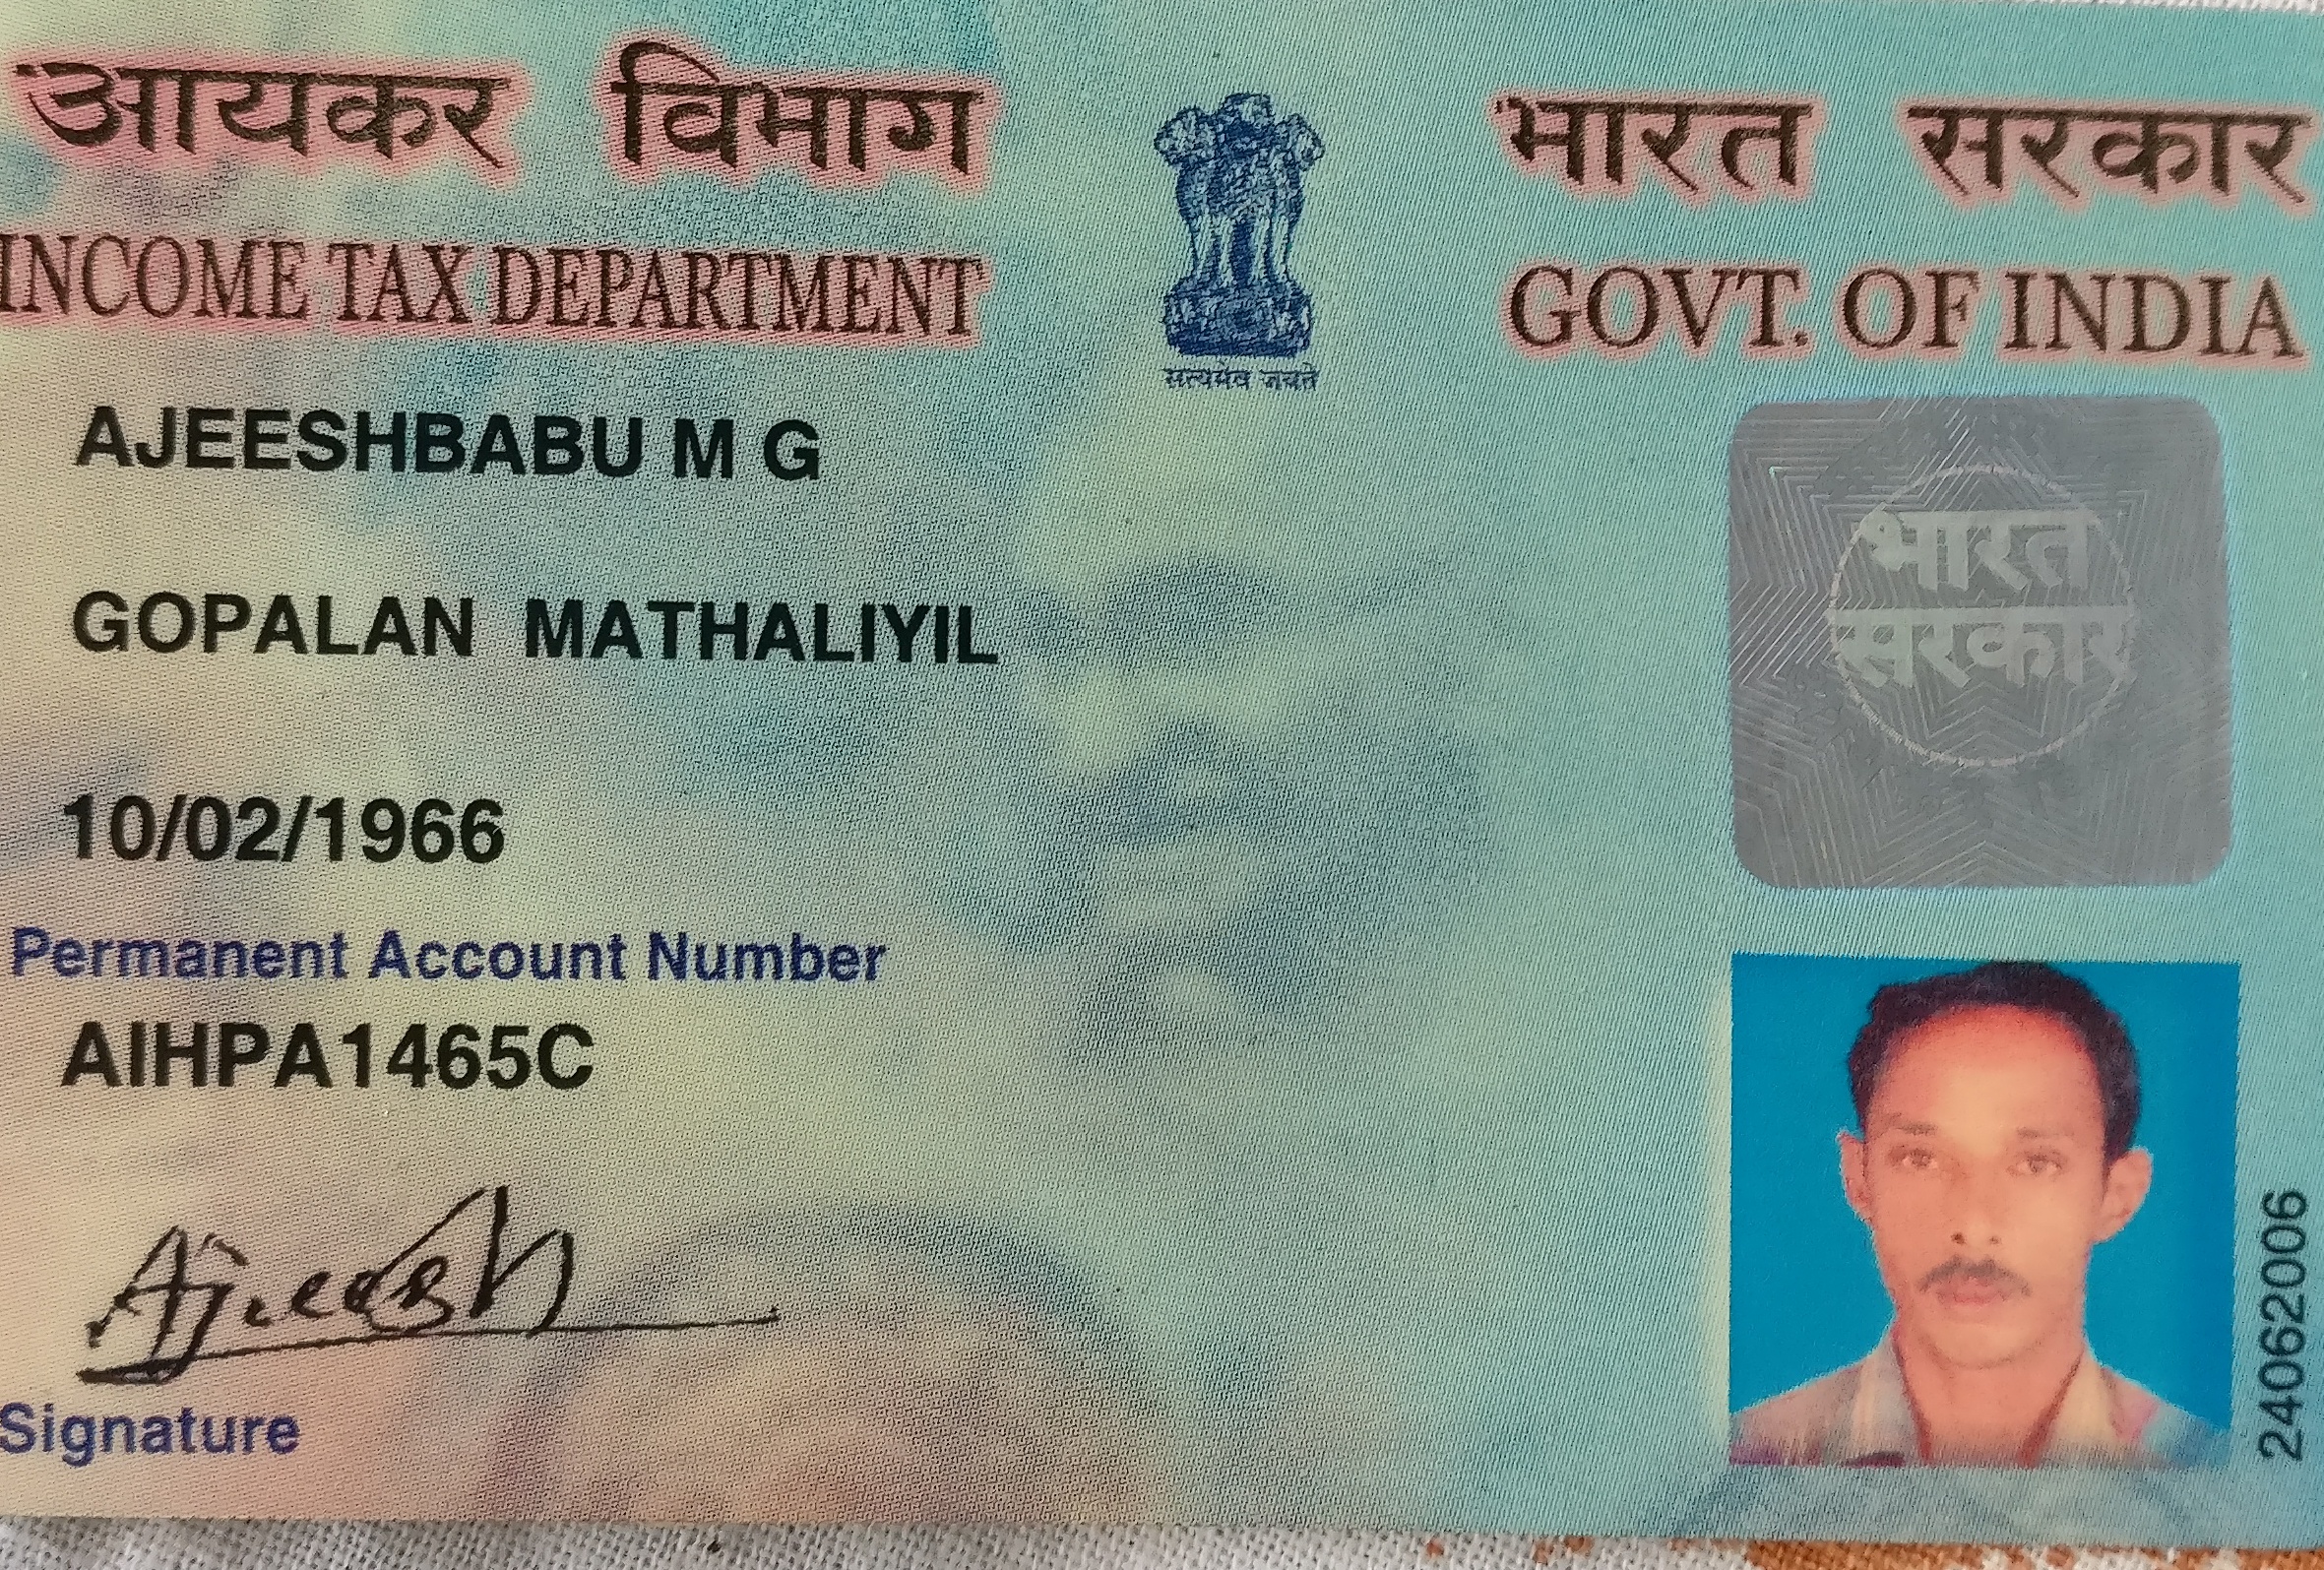 आयकर विभाग
INCOME TAX DEPARTMENT
भारत सरकार
GOVT. OF INDIA
सत्यमेव जयते
AJEESHBABU M G
GOPALAN MATHALIYIL
भारत
सरकार
10/02/1966
Permanent Account Number
AIHPA1465C
Ajeesh
Signature
24062006